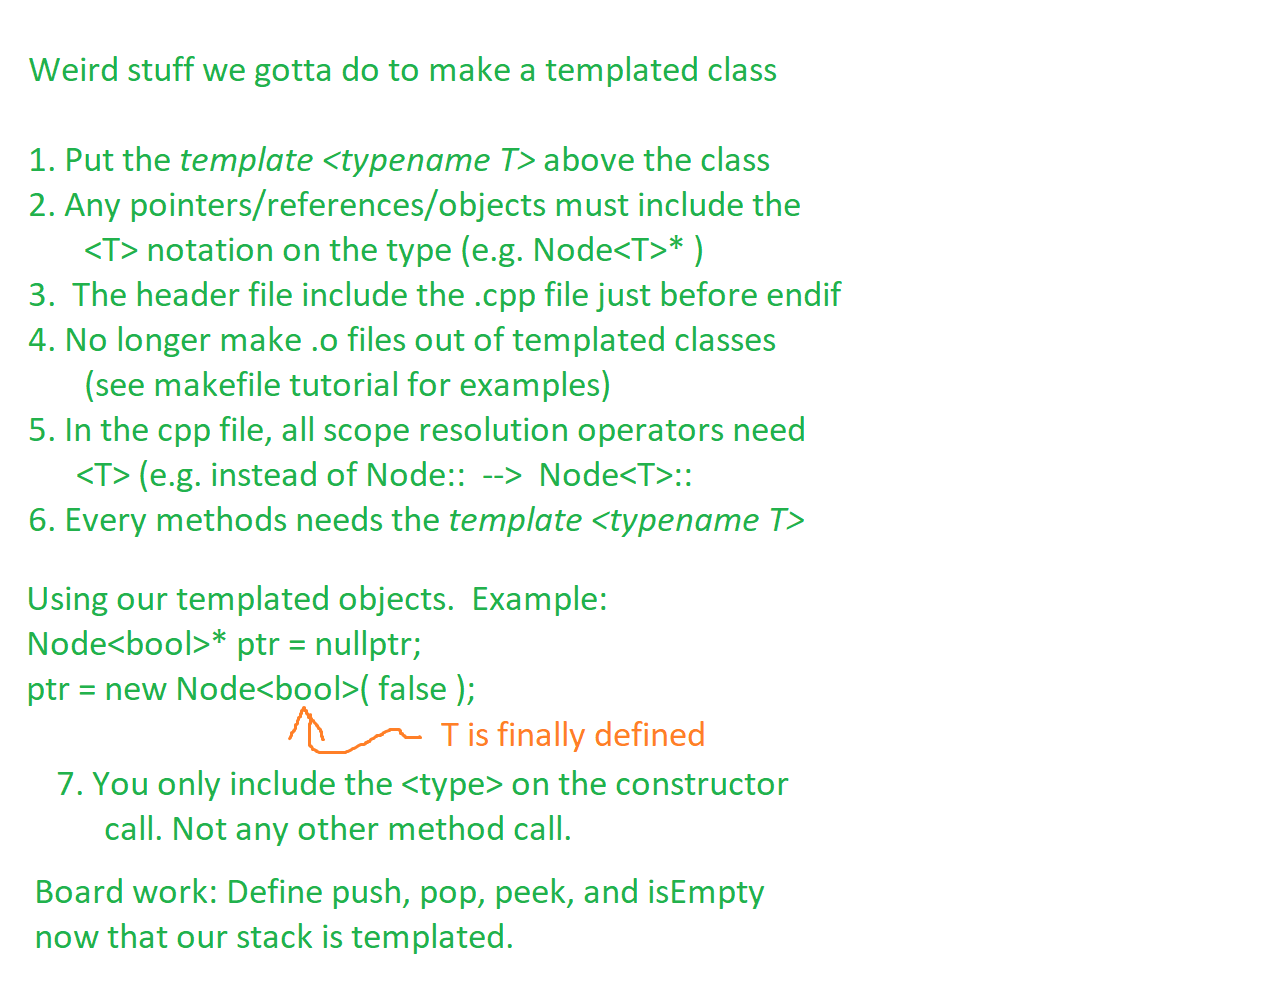 Weird stuff we gotta do to make a templated class
1. Put the template <typename T> above the class
2. Any pointers/references/objects must include the
<T> notation on the type (e.g. Node<T>* )
3.  The header file include the .cpp file just before endif
4. No longer make .o files out of templated classes
(see makefile tutorial for examples)
5. In the cpp file, all scope resolution operators need
<T> (e.g. instead of Node::  -->  Node<T>::
6. Every methods needs the template <typename T>
Using our templated objects.  Example:
Node<bool>* ptr = nullptr;
ptr = new Node<bool>( false );
T is finally defined
7. You only include the <type> on the constructor
call. Not any other method call.
Board work: Define push, pop, peek, and isEmpty
now that our stack is templated.